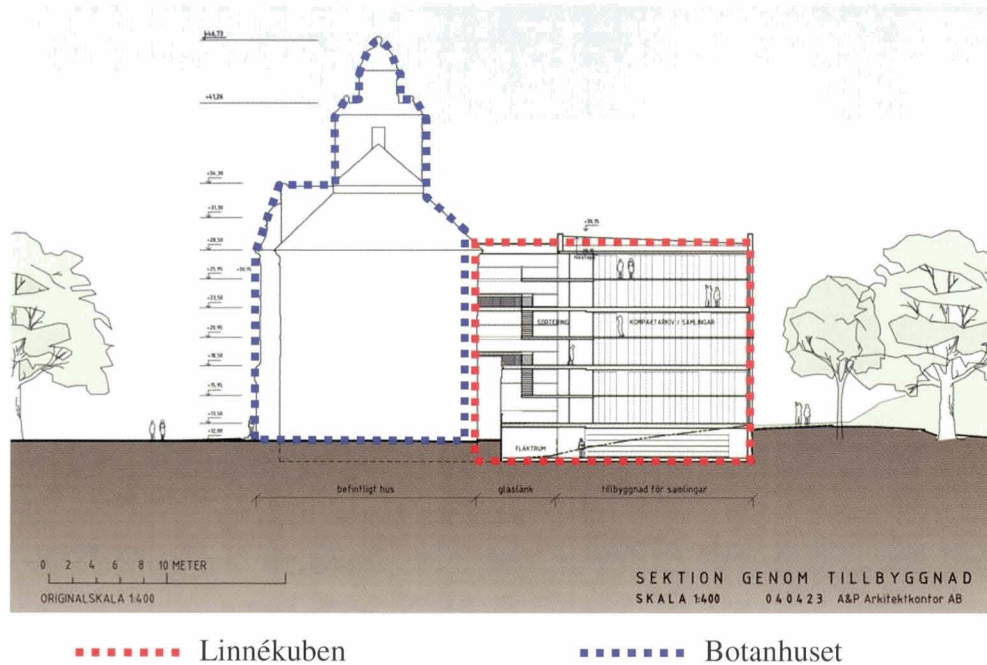 +46,73
+41,26
+34,30
+31,30
+28,50
+25,95
+23,50
+20,95
+18,50
+15,95
+13,50
+12,00
SORTERING
KOMPAKTARKIV / SAMLINGAR
FLÄKTRUM
befintligt hus
glaslänk
tillbyggnad för samlingar
0 2 4 6 8 10 METER
ORIGINALSKALA 1:400
SEKTION GENOM TILLBYGGNAD
SKALA 1:400 040423 A&P Arkitektkontor AB
Linnékuben
Botanhuset